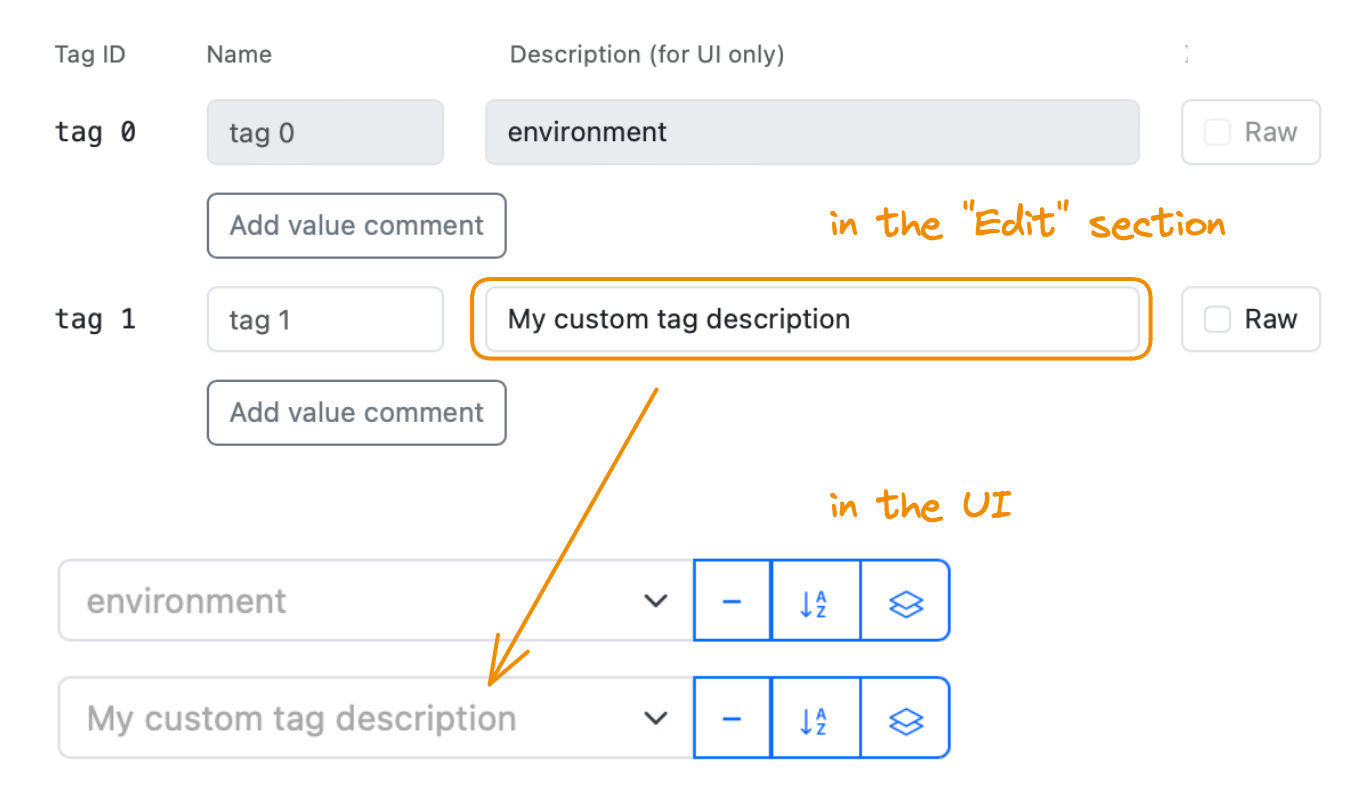 Tag ID Name Description (for UI only)
tag 0 tag 0 environment Raw
Add value comment
in the "Edit" section
tag 1 tag 1 My custom tag description Raw
Add value comment
in the UI
environment
A
Z
My custom tag description
A
Z